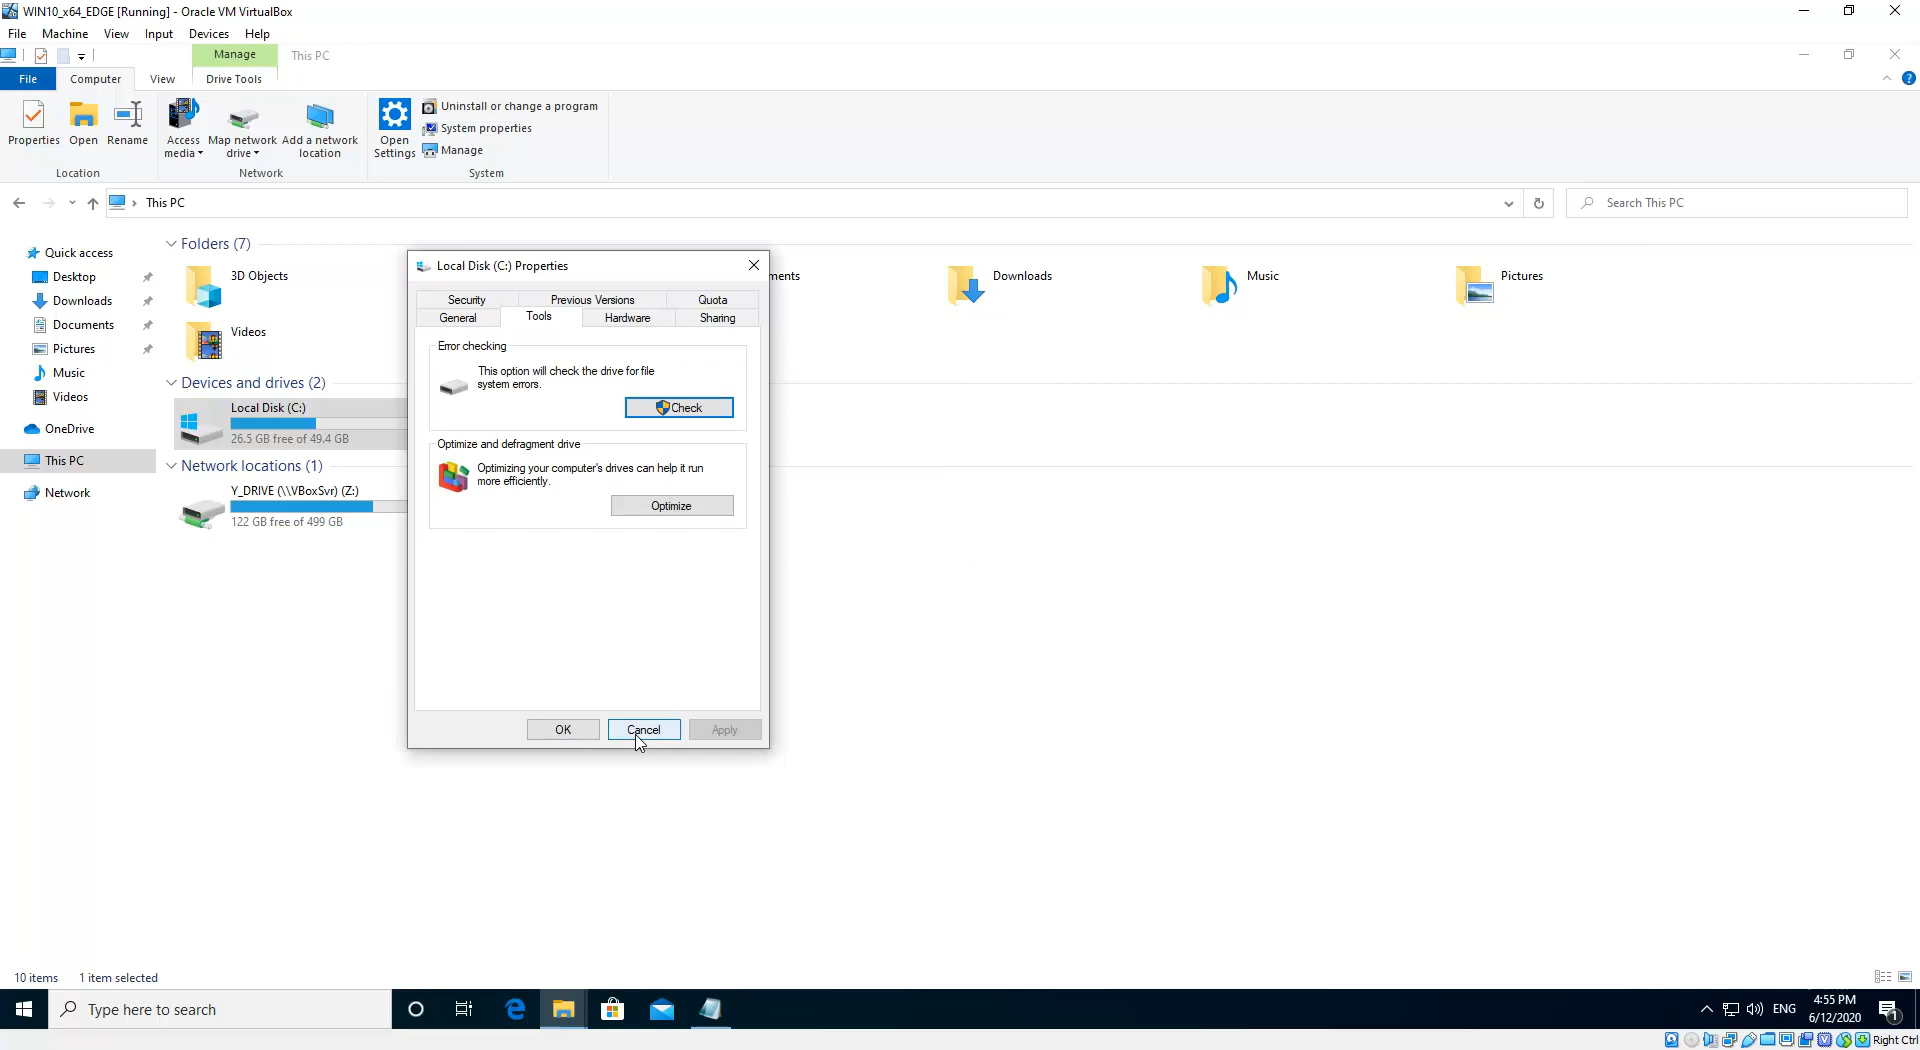 WIN10_x64_EDGE [Running] - Oracle VM VirtualBox
File Machine View Input Devices Help
Manage This PC
File Computer View Drive Tools
Properties Open Rename Access media Map network drive Add a network location Open Settings
Uninstall or change a program
System properties
Manage
Location Network System
This PC
Search This PC
Quick access
Desktop
Downloads
Documents
Pictures
Music
Videos
OneDrive
This PC
Network
Folders (7)
3D Objects
ments
Downloads
Music
Pictures
Videos
Devices and drives (2)
Local Disk (C:)
26.5 GB free of 49.4 GB
Network locations (1)
Y_DRIVE (\\VBoxSvr) (Z:)
122 GB free of 499 GB
Local Disk (C:) Properties
Security Previous Versions Quota
General Tools Hardware Sharing
Error checking
This option will check the drive for file
system errors.
Check
Optimize and defragment drive
Optimizing your computer's drives can help it run
more efficiently.
Optimize
OK Cancel Apply
10 items 1 item selected
Type here to search
ENG
4:55 PM
6/12/2020
1
Right Ctrl